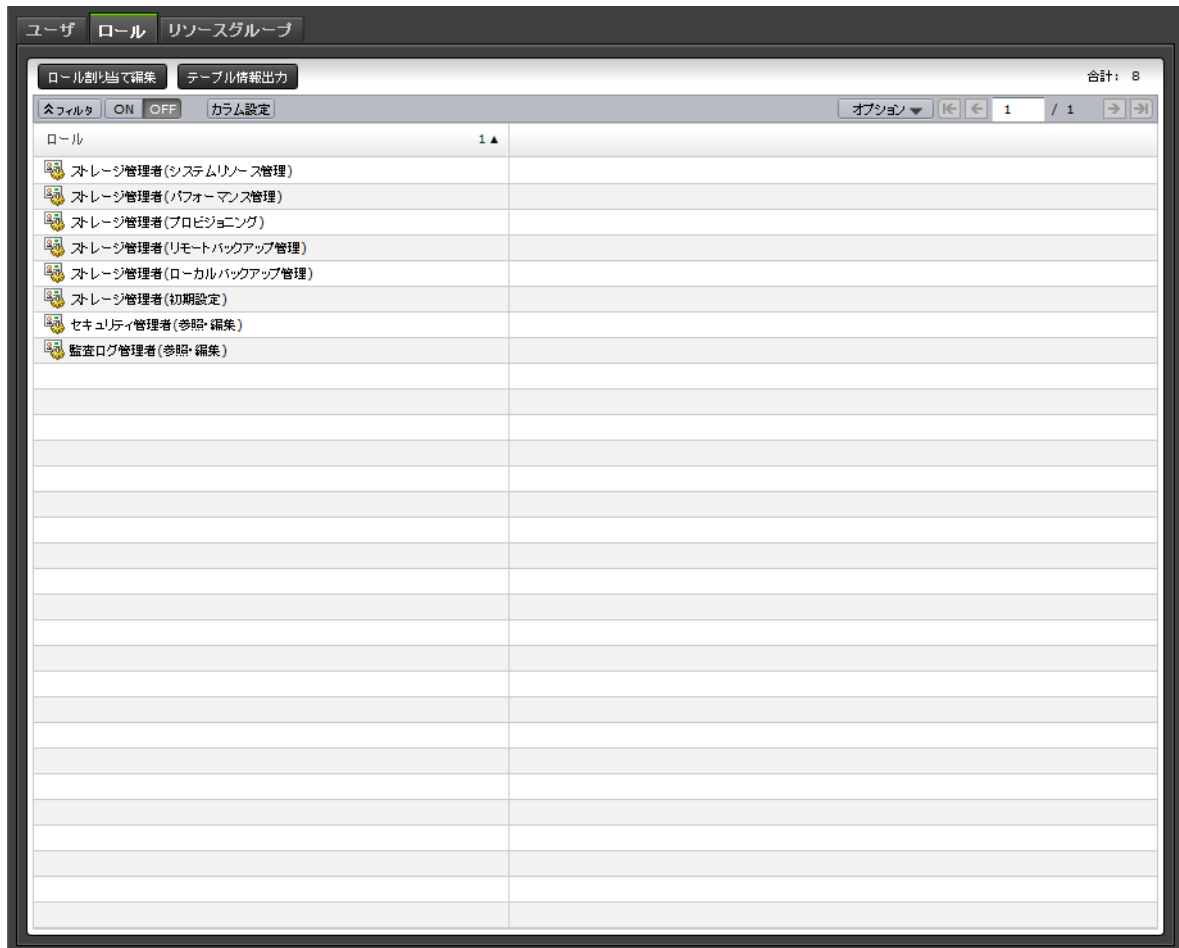 ユーザ ロール リソースグループ
ロール割り当て編集 テーブル情報出力 合計: 8
フィルタ ON OFF カラム設定 オプション 1 / 1
ロール 1▲
ストレージ管理者(システムリソース管理)
ストレージ管理者(パフォーマンス管理)
ストレージ管理者(プロビジョニング)
ストレージ管理者(リモートバックアップ管理)
ストレージ管理者(ローカルバックアップ管理)
ストレージ管理者(初期設定)
セキュリティ管理者(参照・編集)
監査ログ管理者(参照・編集)